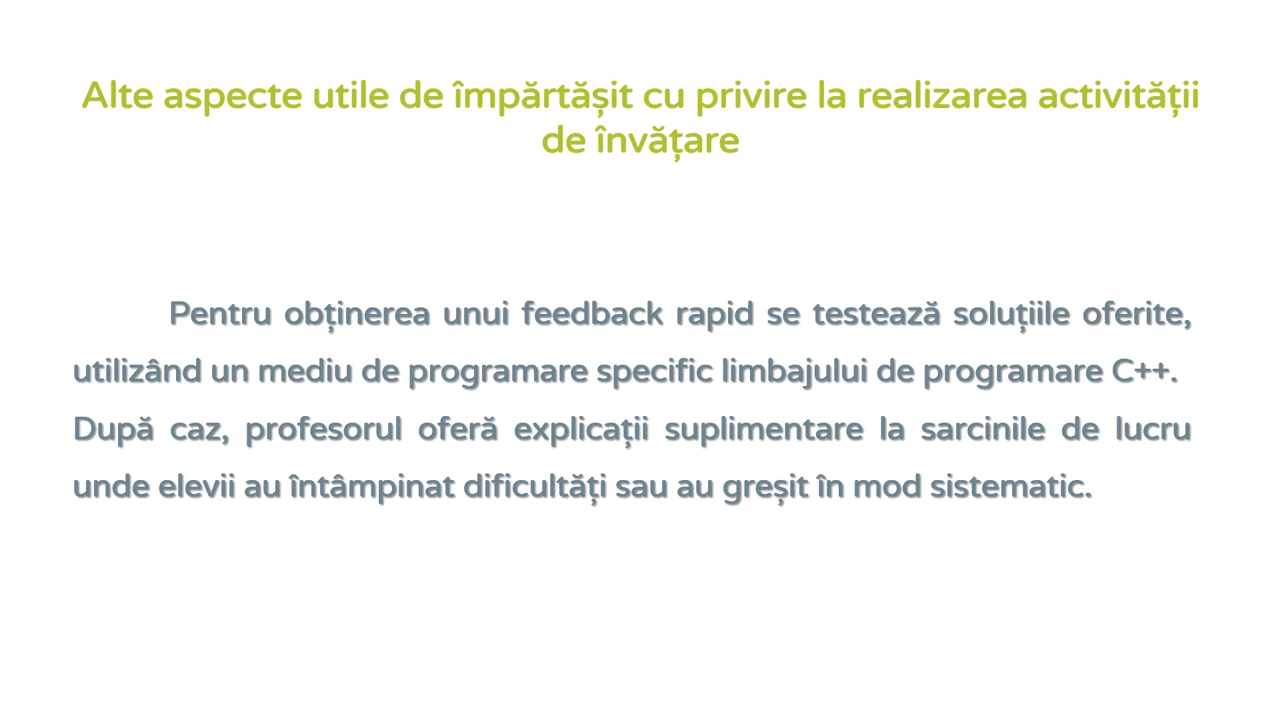 Alte aspecte utile de împărtășit cu privire la realizarea activității
de învățare
Pentru obținerea unui feedback rapid se testează soluțiile oferite,
utilizând un mediu de programare specific limbajului de programare C++.
După caz, profesorul oferă explicații suplimentare la sarcinile de lucru
unde elevii au întâmpinat dificultăți sau au greșit în mod sistematic.